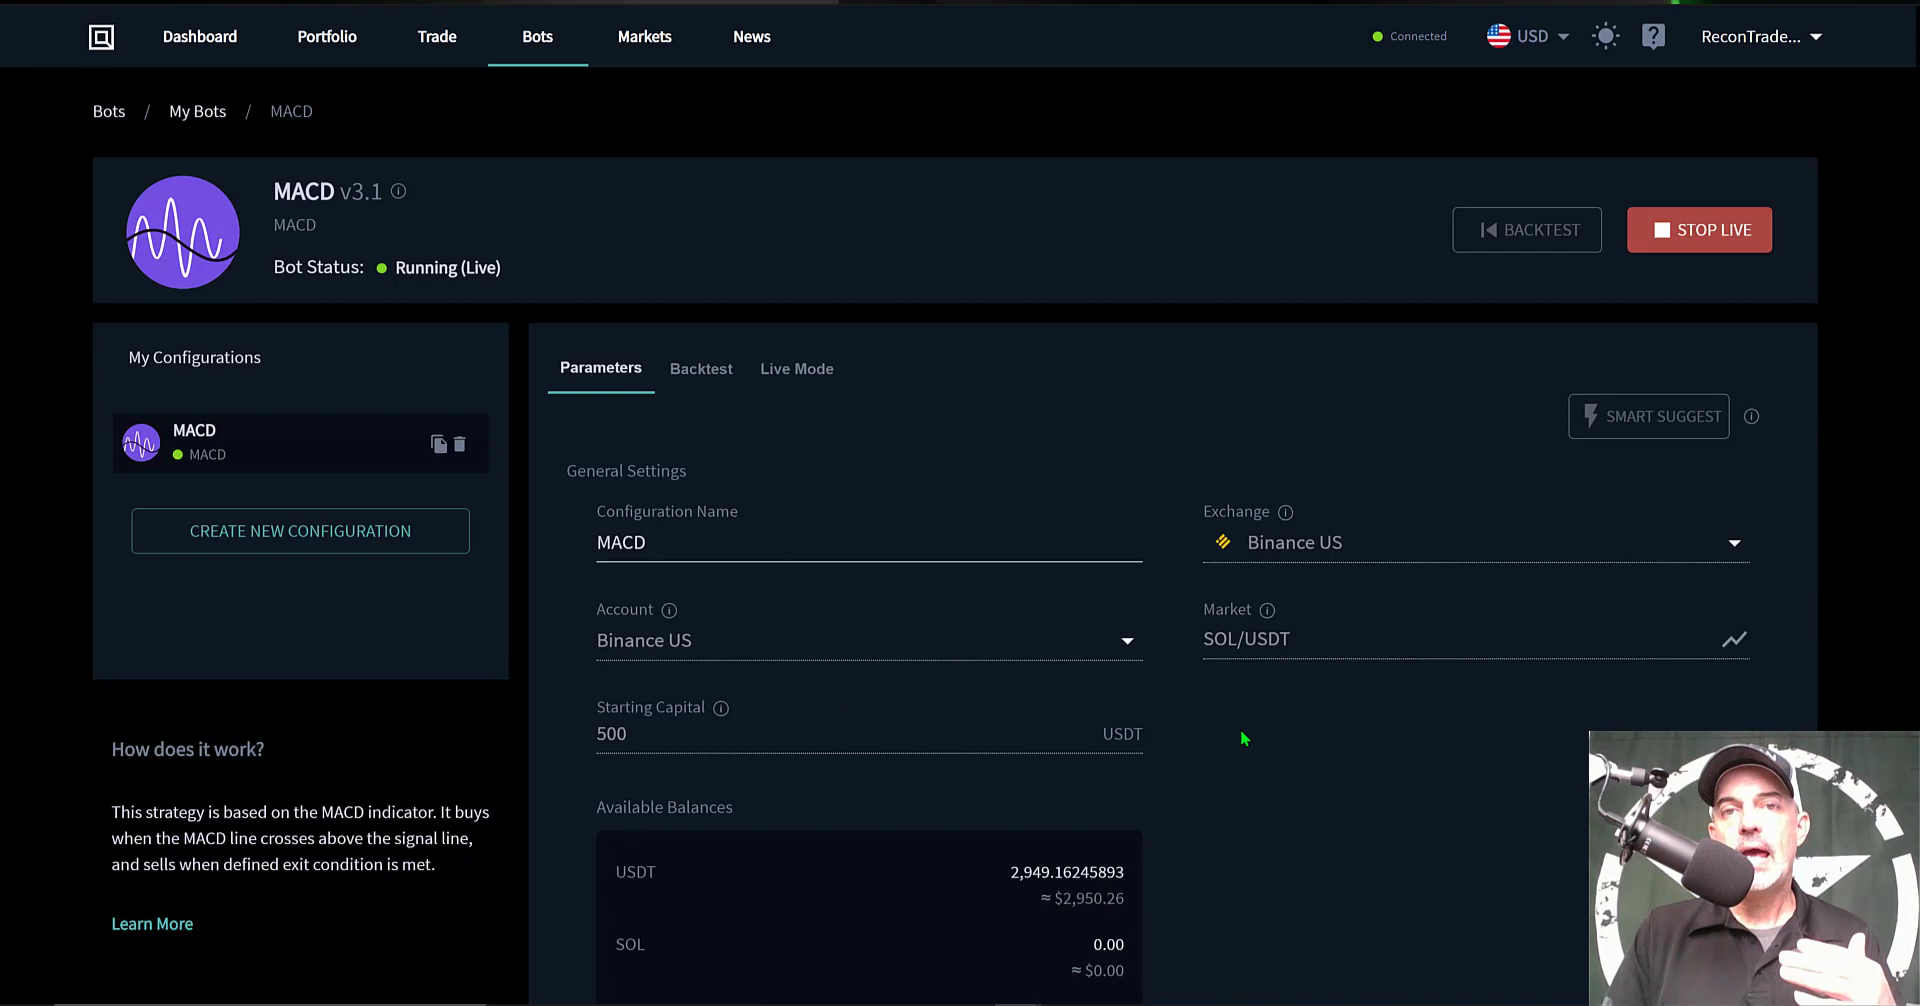 Dashboard
Portfolio
Trade
Bots
Markets
News
Connected
USD
ReconTrade...
Bots / My Bots / MACD
MACD v3.1
MACD
Bot Status: Running (Live)
BACKTEST
STOP LIVE
My Configurations
MACD
MACD
CREATE NEW CONFIGURATION
How does it work?
This strategy is based on the MACD indicator. It buys
when the MACD line crosses above the signal line,
and sells when defined exit condition is met.
Learn More
Parameters
Backtest
Live Mode
SMART SUGGEST
General Settings
Configuration Name
MACD
Exchange
Binance US
Account
Binance US
Market
SOL/USDT
Starting Capital
500 USDT
Available Balances
USDT 2,949.16245893
≈ $2,950.26
SOL 0.00
≈ $0.00